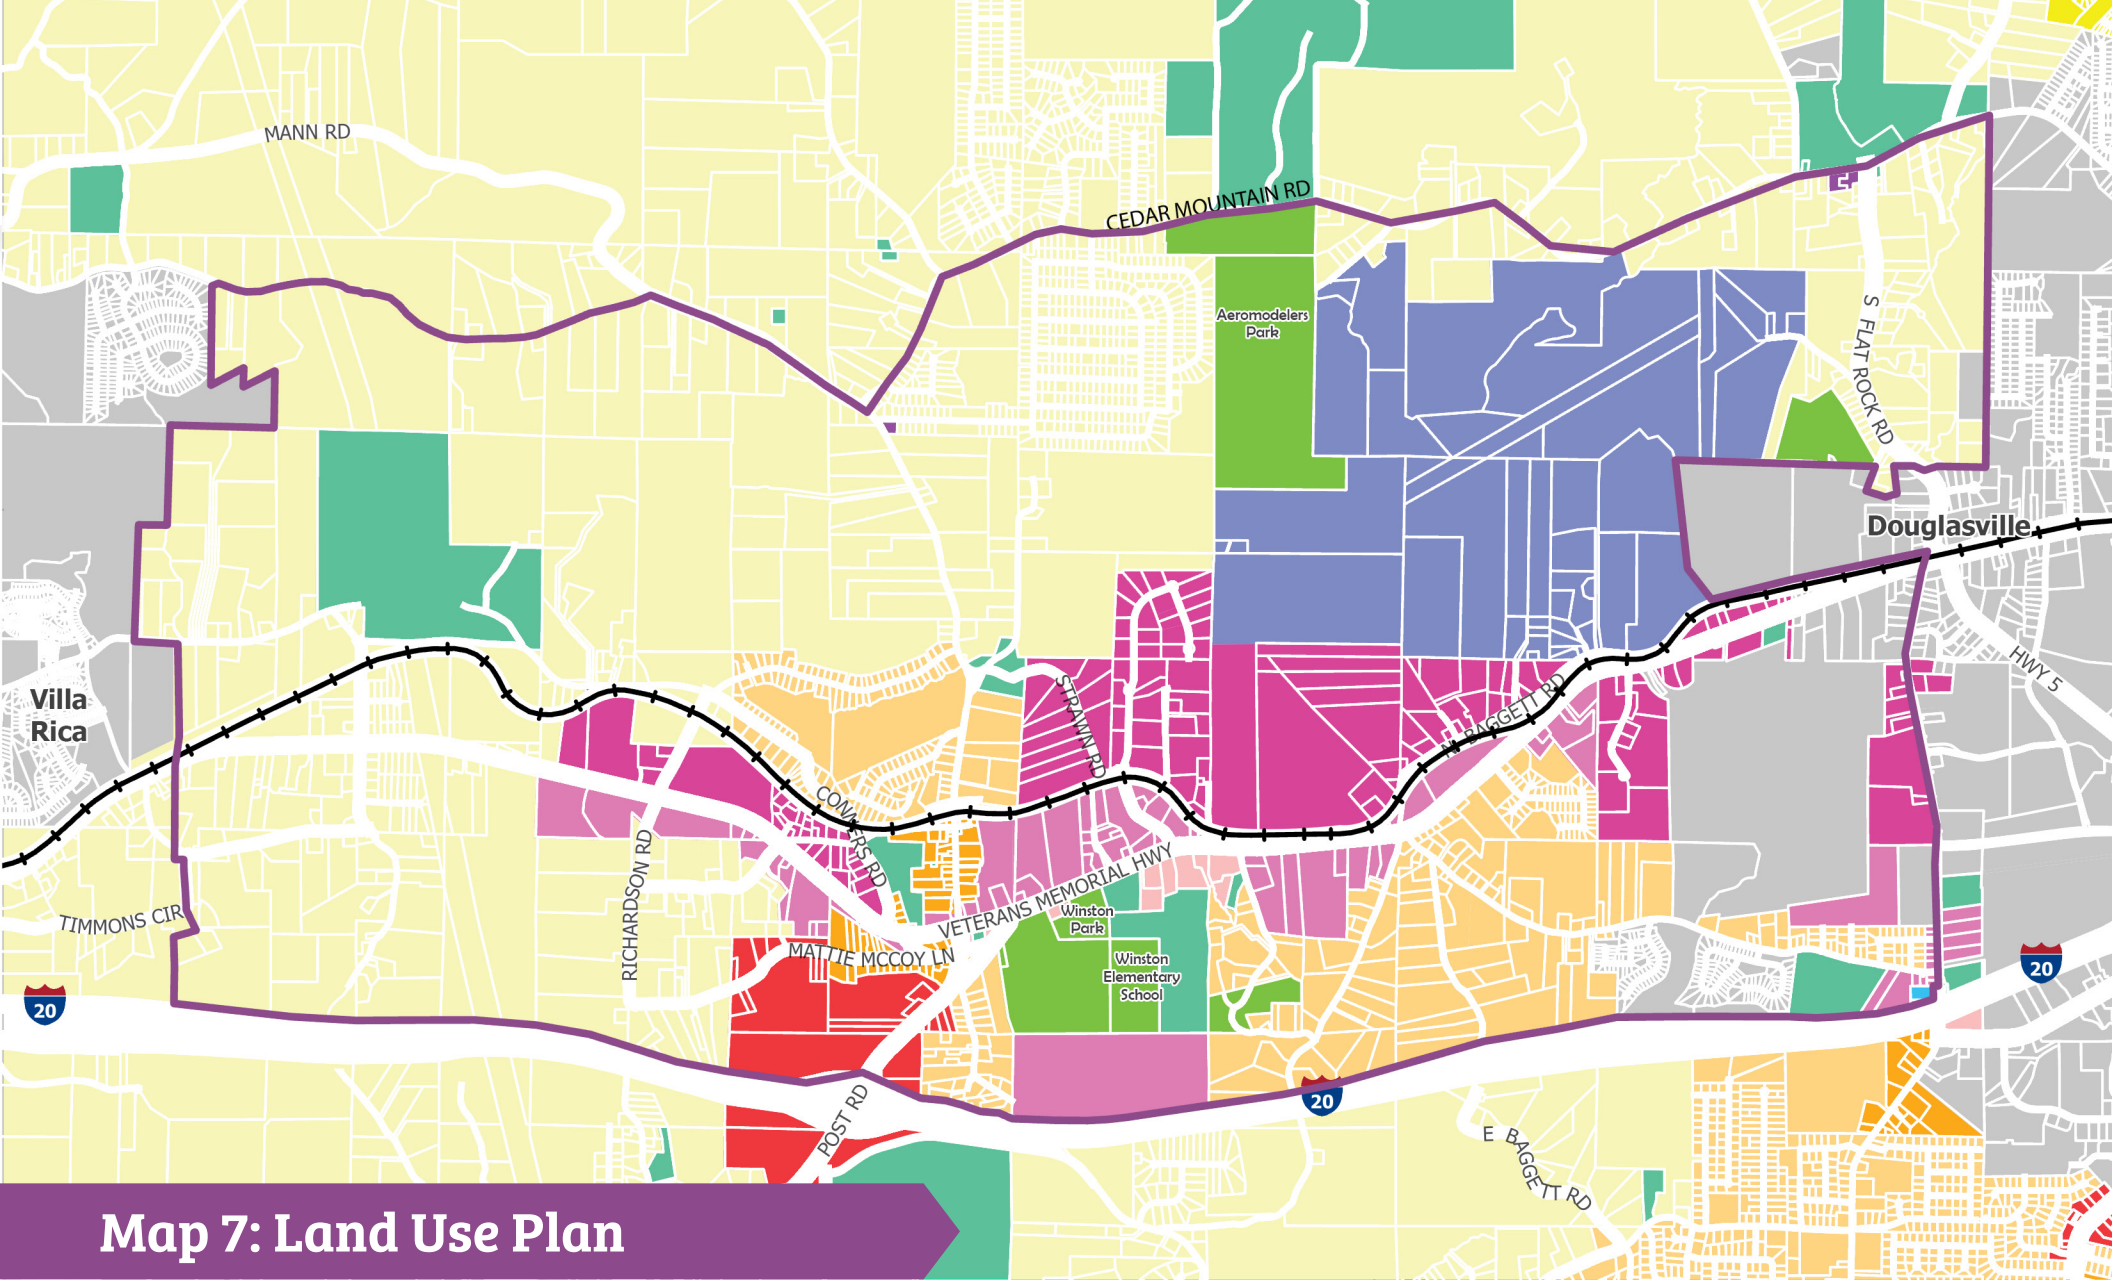 MANN RD
CEDAR MOUNTAIN RD
Aeromodelers
Park
S FLAT ROCK RD
Douglasville
HWY 5
Villa
Rica
STRAWN RD
N BAGGETT RD
CONNERS RD
RICHARDSON RD
VETERANS MEMORIAL HWY
TIMMONS CIR
Winston
Park
MATTIE MCCOY LN
Winston
Elementary
School
20
20
20
POST RD
E BAGGETT RD
Map 7: Land Use Plan